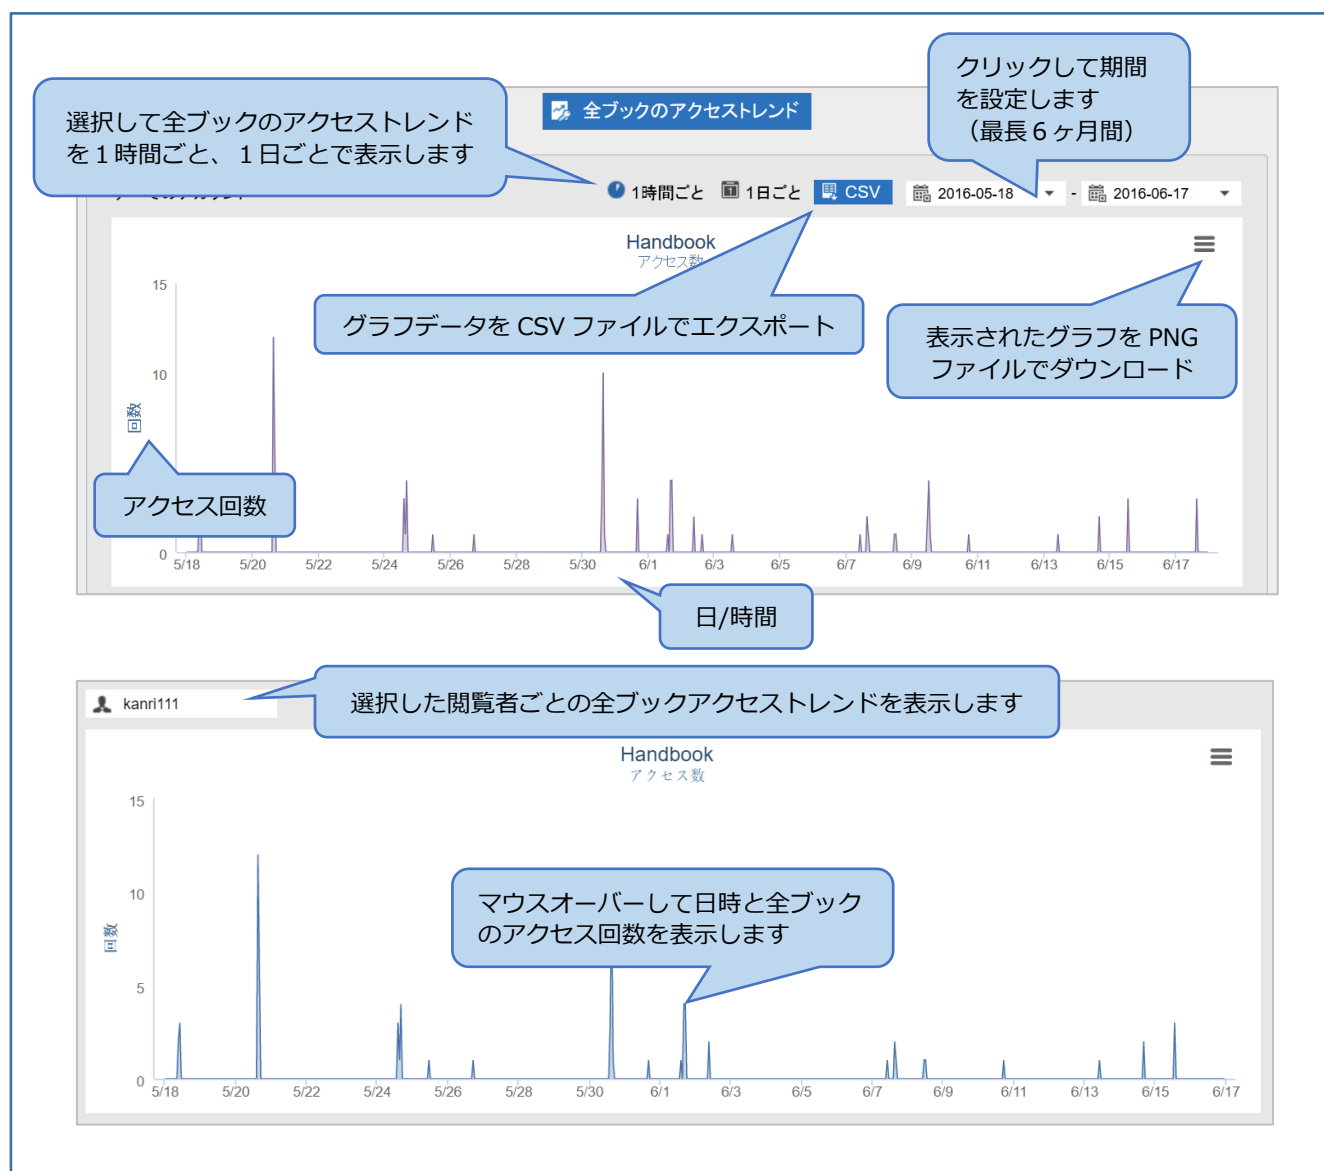 クリックして期間
を設定します
（最長６ヶ月間）
選択して全ブックのアクセストレンド
を１時間ごと、１日ごとで表示します
全ブックのアクセストレンド
1時間ごと
1日ごと
CSV
2016-05-18
-
2016-06-17
Handbook
アクセス数
グラフデータを CSV ファイルでエクスポート
表示されたグラフを PNG
ファイルでダウンロード
15
10
回数
アクセス回数
0
5/18 5/20 5/22 5/24 5/26 5/28 5/30 6/1 6/3 6/5 6/7 6/9 6/11 6/13 6/15 6/17
日/時間
kanri111
選択した閲覧者ごとの全ブックアクセストレンドを表示します
Handbook
アクセス数
15
10
マウスオーバーして日時と全ブック
のアクセス回数を表示します
回数
5
0
5/18 5/20 5/22 5/24 5/26 5/28 5/30 6/1 6/3 6/5 6/7 6/9 6/11 6/13 6/15 6/17